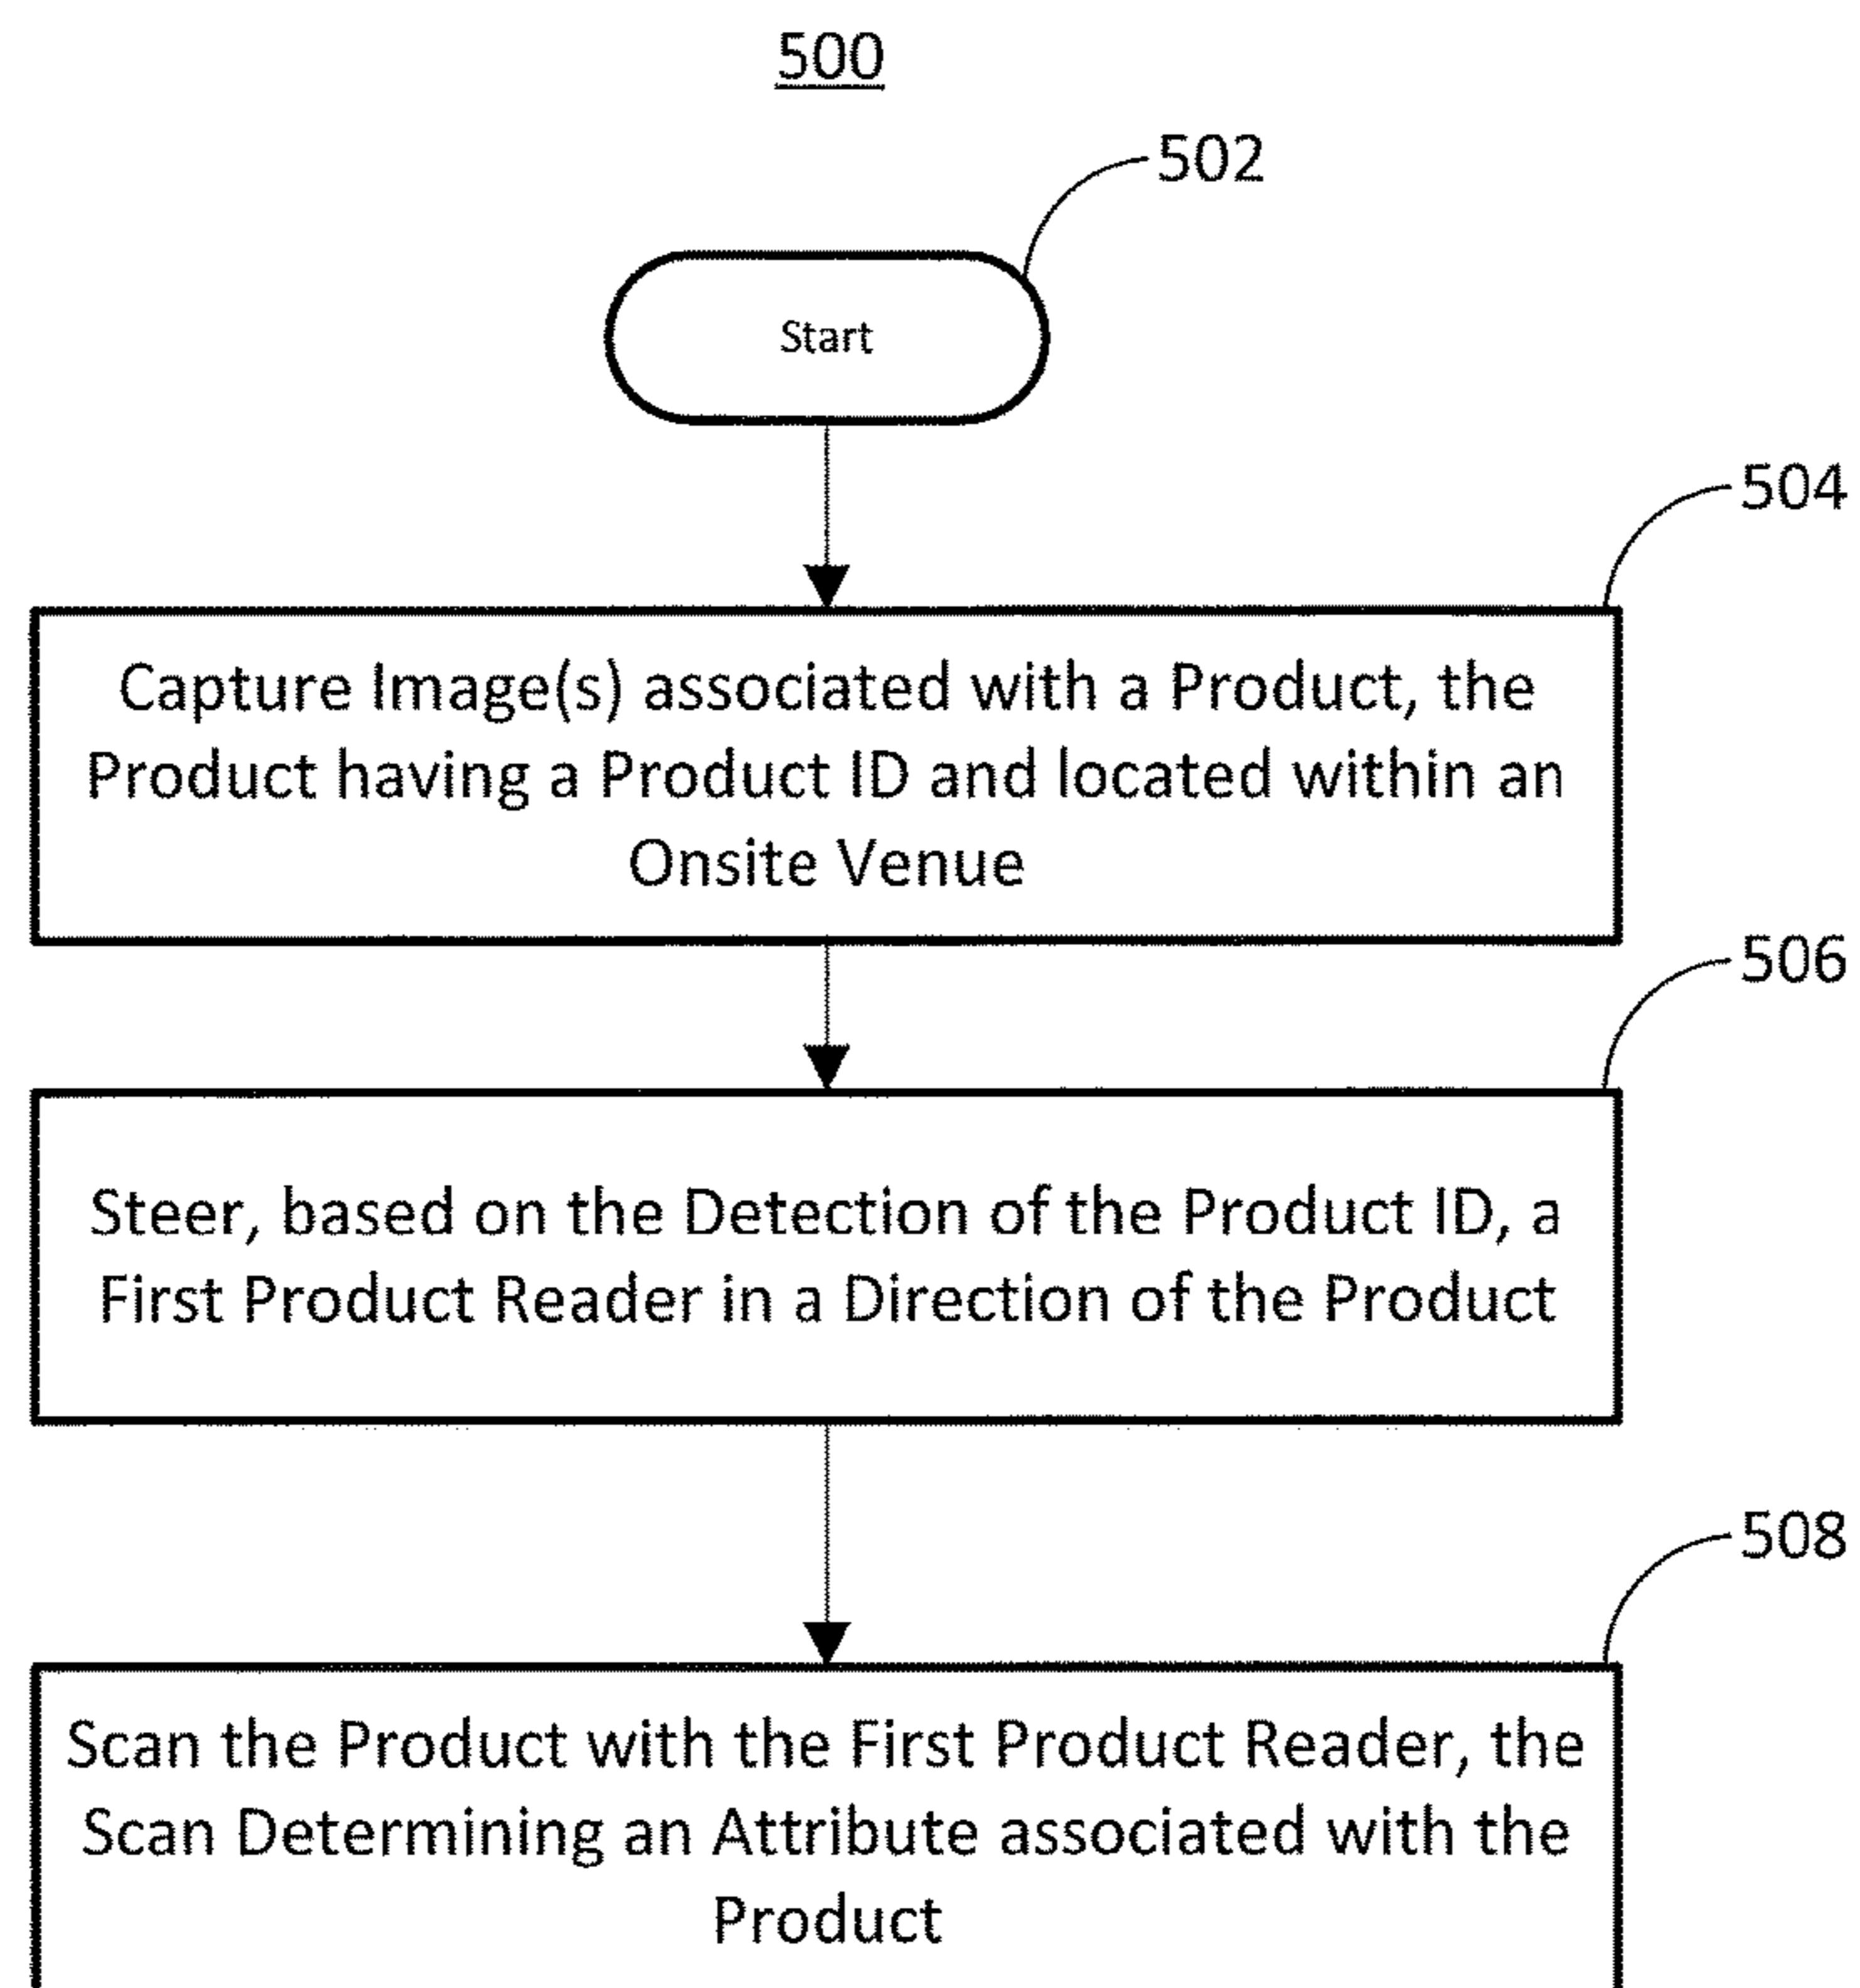 500
502
Start
504
Capture Image(s) associated with a Product, the
Product having a Product ID and located within an
Onsite Venue
506
Steer, based on the Detection of the Product ID, a
First Product Reader in a Direction of the Product
508
Scan the Product with the First Product Reader, the
Scan Determining an Attribute associated with the
Product